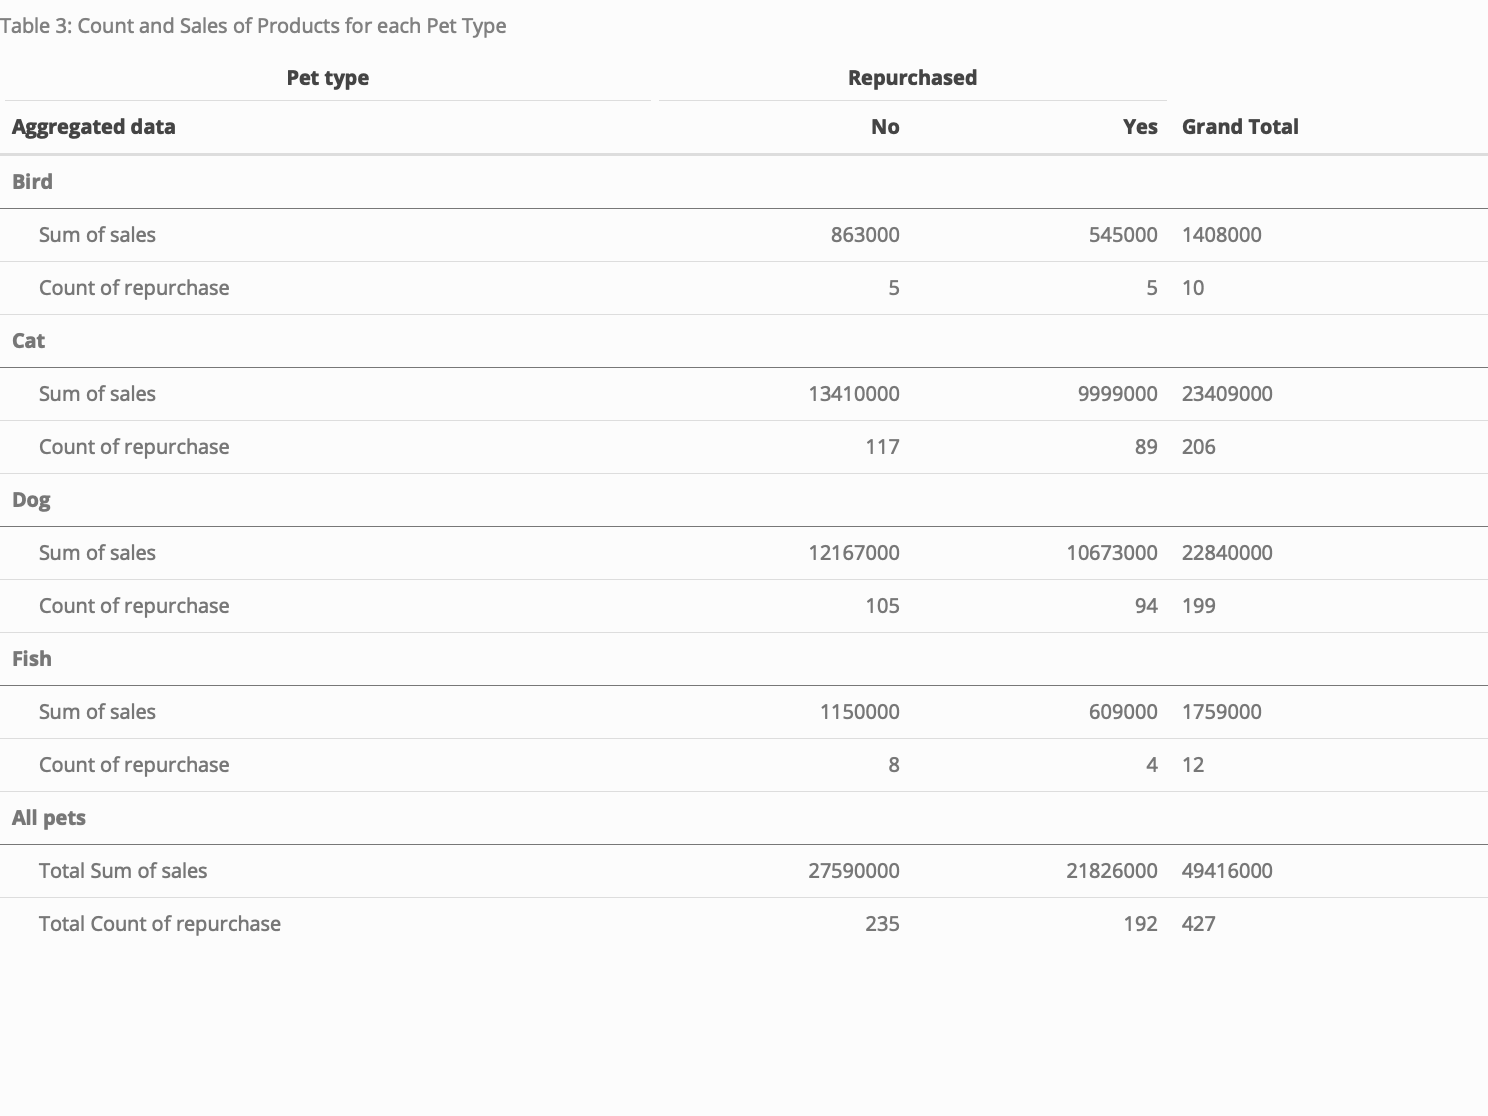 Table 3: Count and Sales of Products for each Pet Type
Pet type Repurchased
Aggregated data No Yes Grand Total
Bird
Sum of sales 863000 545000 1408000
Count of repurchase 5 5 10
Cat
Sum of sales 13410000 9999000 23409000
Count of repurchase 117 89 206
Dog
Sum of sales 12167000 10673000 22840000
Count of repurchase 105 94 199
Fish
Sum of sales 1150000 609000 1759000
Count of repurchase 8 4 12
All pets
Total Sum of sales 27590000 21826000 49416000
Total Count of repurchase 235 192 427